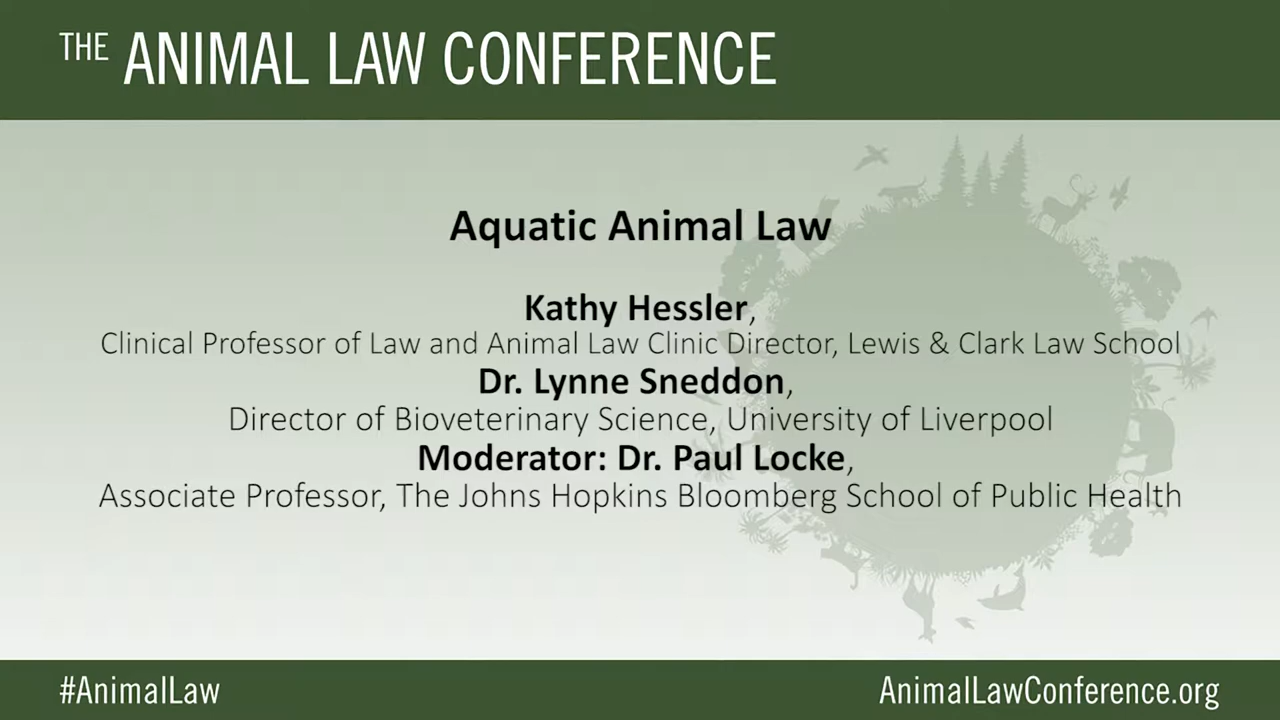 THE ANIMAL LAW CONFERENCE
Aquatic Animal Law
Kathy Hessler,
Clinical Professor of Law and Animal Law Clinic Director, Lewis & Clark Law School
Dr. Lynne Sneddon,
Director of Bioveterinary Science, University of Liverpool
Moderator: Dr. Paul Locke,
Associate Professor, The Johns Hopkins Bloomberg School of Public Health
#AnimalLaw
AnimalLawConference.org